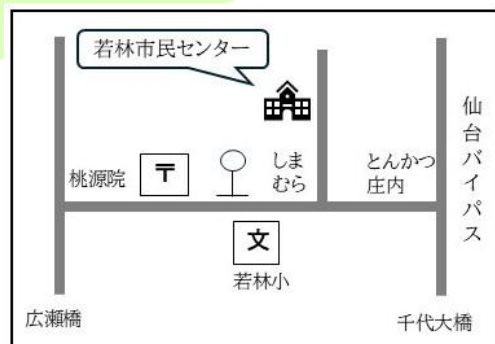 若林市民センター
仙台バイパス
桃源院
〒
しま
むら
とんかつ
庄内
文
若林小
広瀬橋
千代大橋